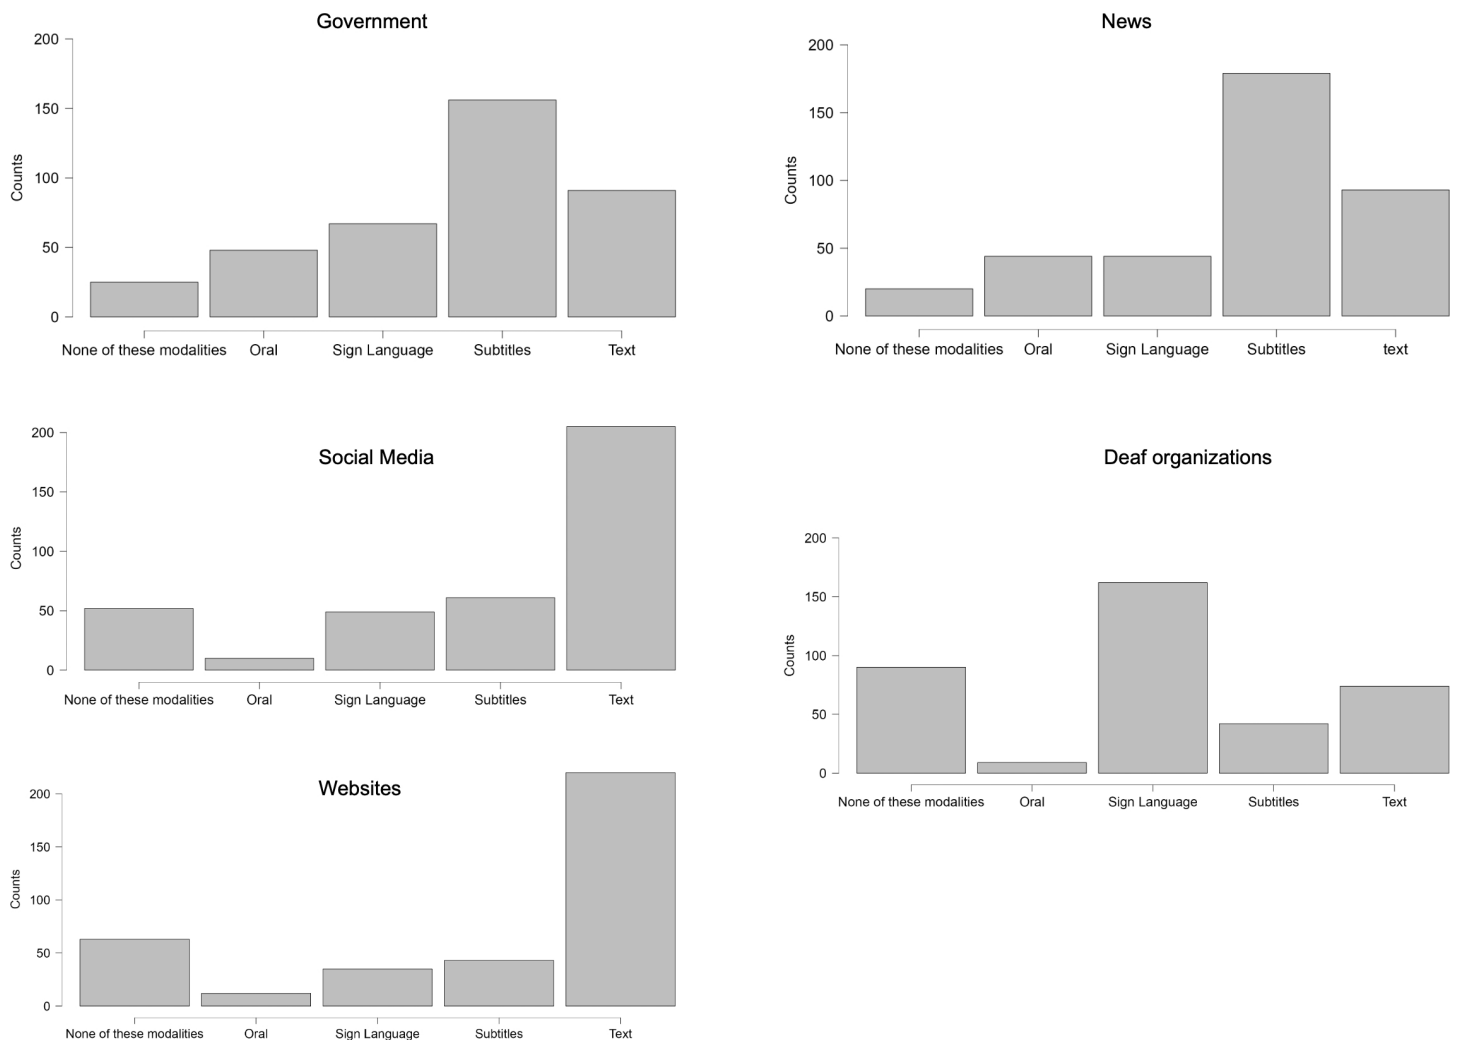 Government
200
150
100
50
0
Counts
None of these modalities Oral Sign Language Subtitles Text
News
200
150
100
50
0
Counts
None of these modalities Oral Sign Language Subtitles text
Social Media
200
150
100
50
0
Counts
None of these modalities Oral Sign Language Subtitles Text
Deaf organizations
200
150
100
50
0
Counts
None of these modalities Oral Sign Language Subtitles Text
Websites
200
150
100
50
0
Counts
None of these modalities Oral Sign Language Subtitles Text